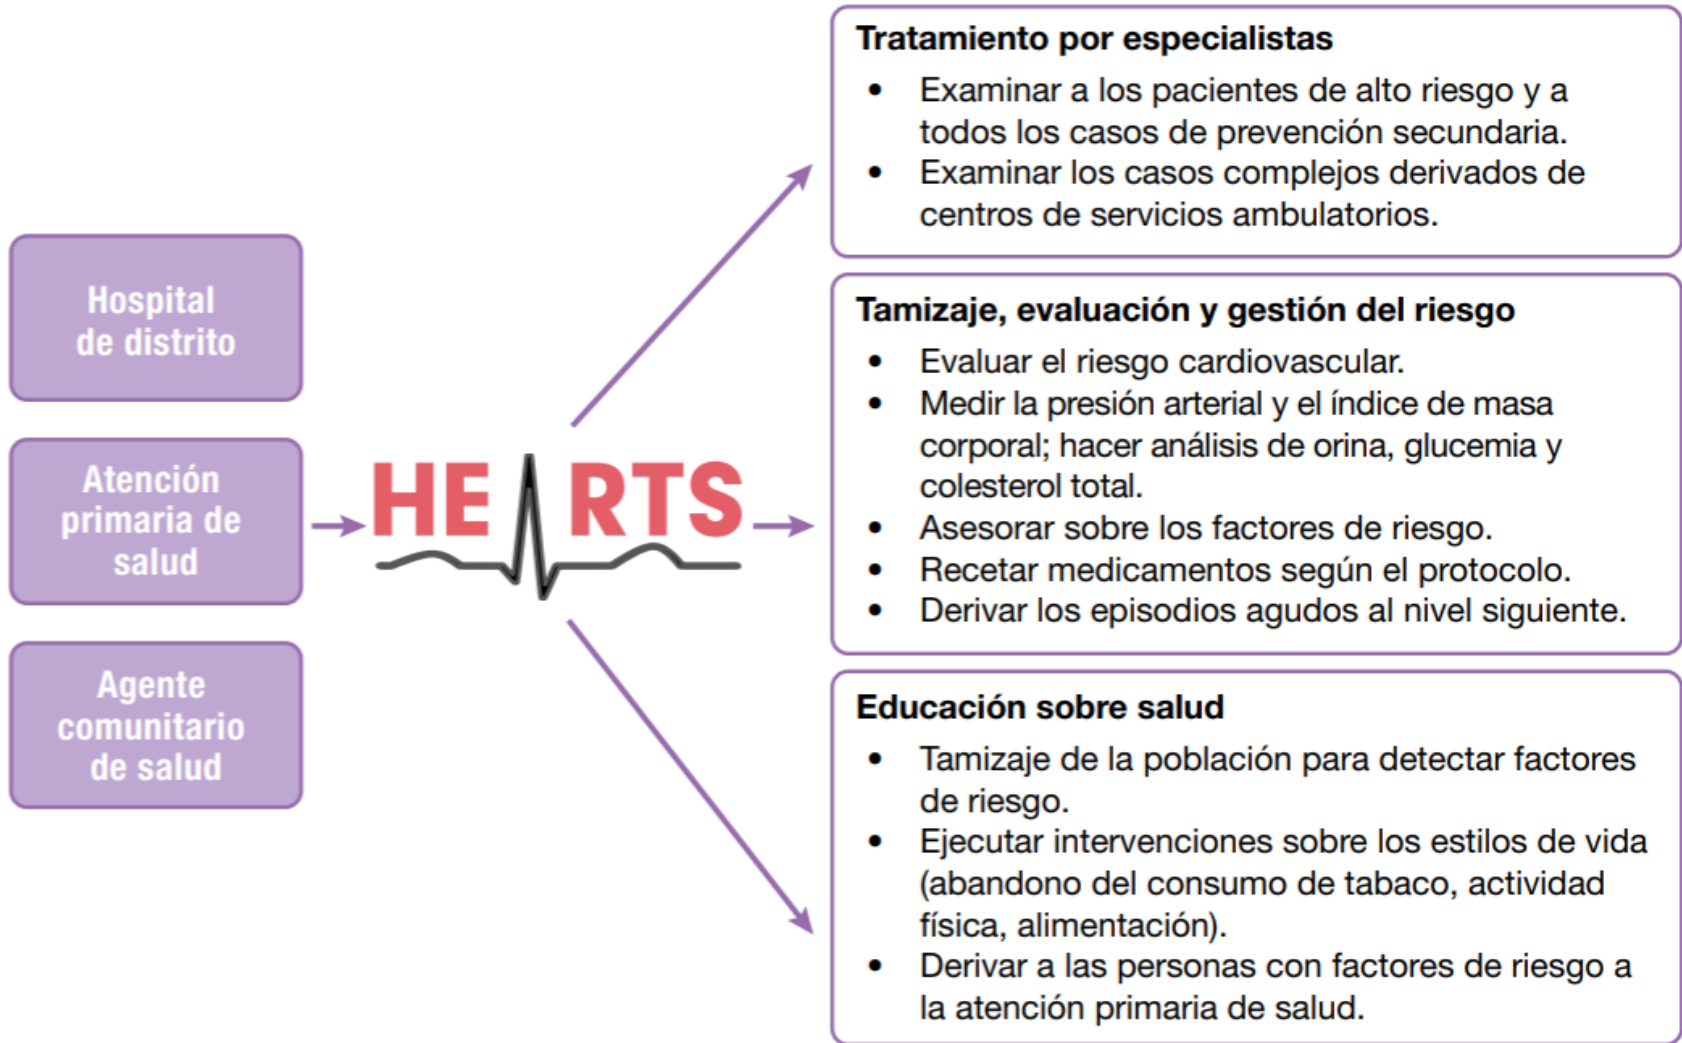 Hospital
de distrito
Atención
primaria de
salud
Agente
comunitario
de salud
HEARTS
Tratamiento por especialistas
• Examinar a los pacientes de alto riesgo y a
todos los casos de prevención secundaria.
• Examinar los casos complejos derivados de
centros de servicios ambulatorios.
Tamizaje, evaluación y gestión del riesgo
• Evaluar el riesgo cardiovascular.
• Medir la presión arterial y el índice de masa
corporal; hacer análisis de orina, glucemia y
colesterol total.
• Asesorar sobre los factores de riesgo.
• Recetar medicamentos según el protocolo.
• Derivar los episodios agudos al nivel siguiente.
Educación sobre salud
• Tamizaje de la población para detectar factores
de riesgo.
• Ejecutar intervenciones sobre los estilos de vida
(abandono del consumo de tabaco, actividad
física, alimentación).
• Derivar a las personas con factores de riesgo a
la atención primaria de salud.